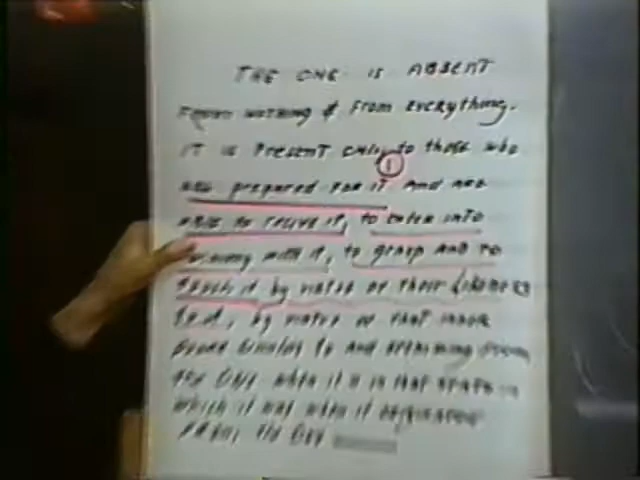 THE ONE IS ABSENT
FROM NOTHING & FROM EVERYTHING.
IT IS PRESENT ONLY to those who
1
are prepared FOR IT AND ARE
ABLE to receive it, to ENTER INTO
harmony with it, to grasp AND to
touch it by virtue of their likeness
to it, by virtue of that inner
power similar to and stemming from
the ONE when it is in that state in
which it was when it originated
FROM the ONE